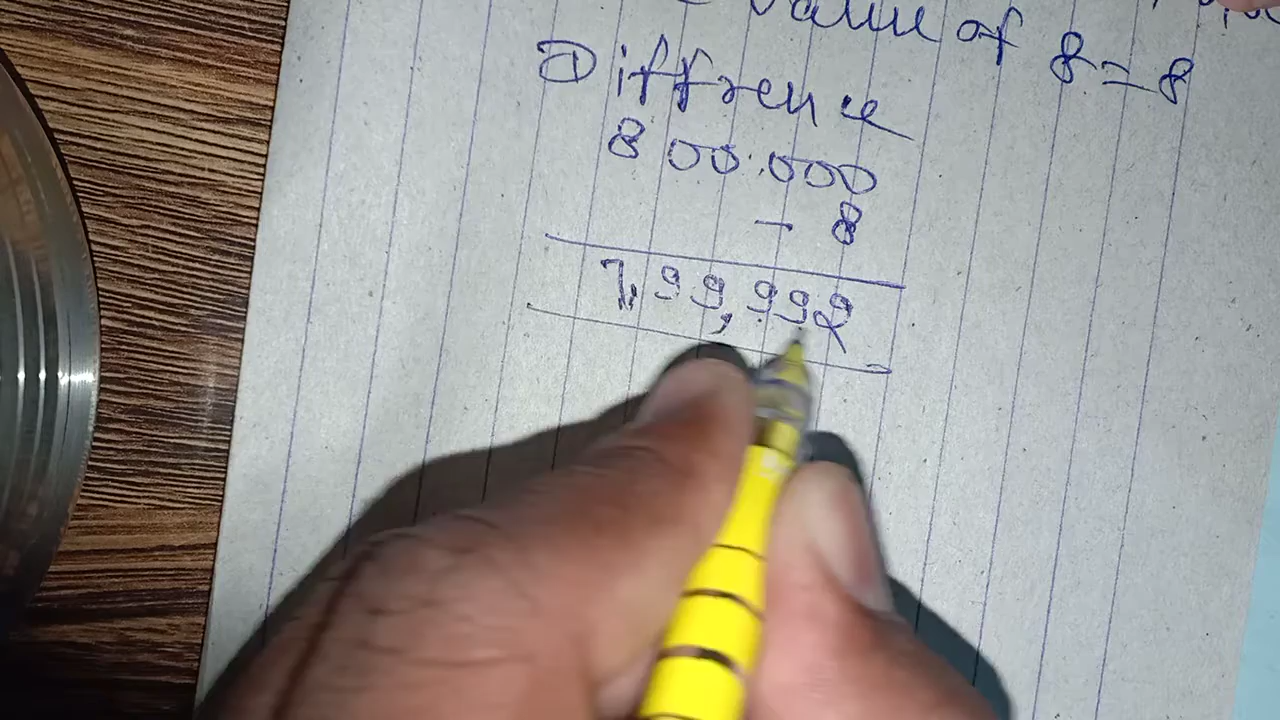 Value of 8 = 8
Diffrence
800.000
- 8
7,99,992